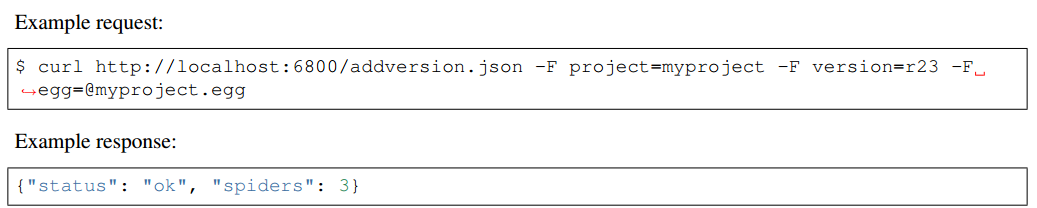 Example request:
$ curl http://localhost:6800/addversion.json -F project=myproject -F version=r23 -F␣
↪egg=@myproject.egg
Example response:
{"status": "ok", "spiders": 3}